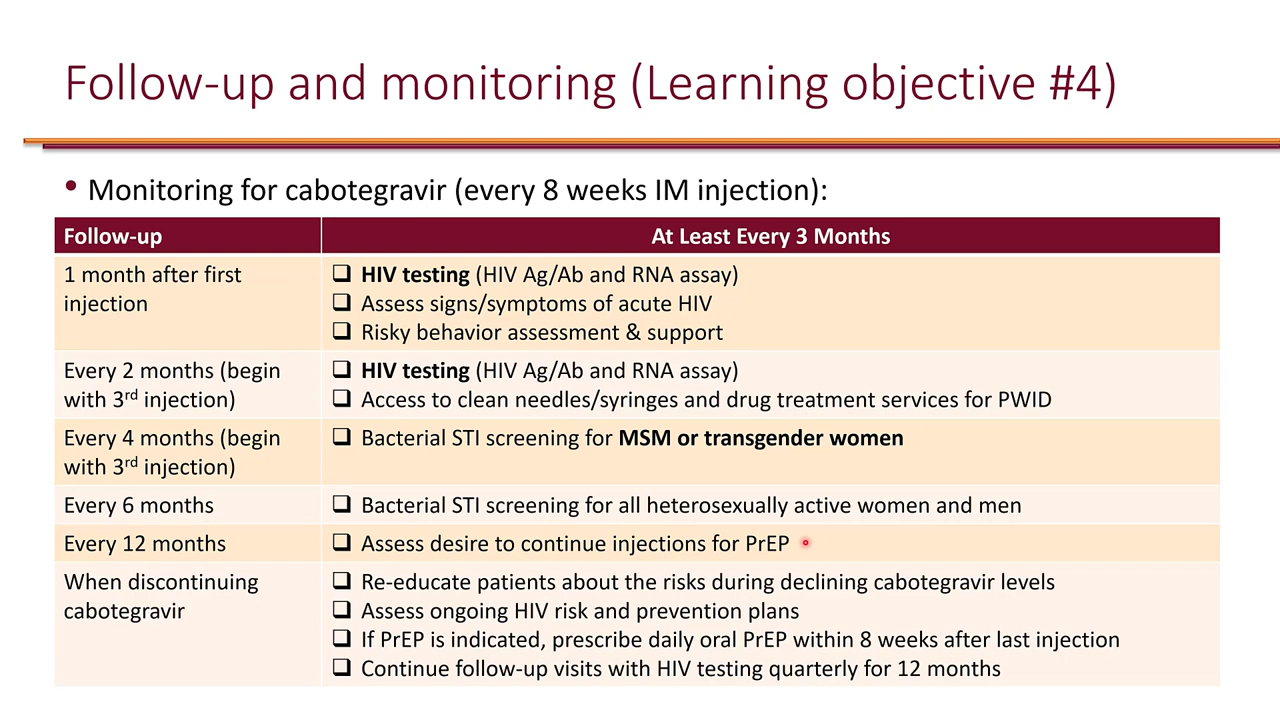 Follow-up and monitoring (Learning objective #4)
• Monitoring for cabotegravir (every 8 weeks IM injection):
Follow-up
At Least Every 3 Months
1 month after first
injection
❑ HIV testing (HIV Ag/Ab and RNA assay)
❑ Assess signs/symptoms of acute HIV
❑ Risky behavior assessment & support
Every 2 months (begin
with 3rd injection)
❑ HIV testing (HIV Ag/Ab and RNA assay)
❑ Access to clean needles/syringes and drug treatment services for PWID
Every 4 months (begin
with 3rd injection)
❑ Bacterial STI screening for MSM or transgender women
Every 6 months
❑ Bacterial STI screening for all heterosexually active women and men
Every 12 months
❑ Assess desire to continue injections for PrEP
When discontinuing
cabotegravir
❑ Re-educate patients about the risks during declining cabotegravir levels
❑ Assess ongoing HIV risk and prevention plans
❑ If PrEP is indicated, prescribe daily oral PrEP within 8 weeks after last injection
❑ Continue follow-up visits with HIV testing quarterly for 12 months